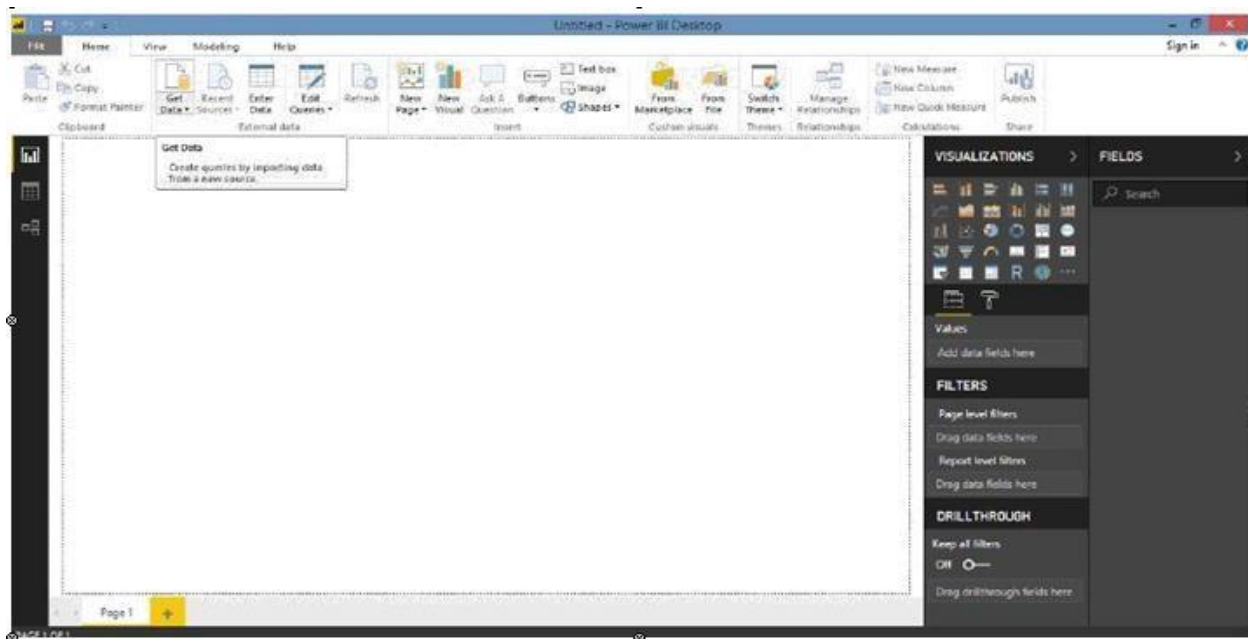 Untitled - Power BI Desktop
File Home View Modeling Help Sign in
Paste
Cut
Copy
Format Painter
Clipboard
Get Data
Recent Sources
Enter Data
Edit Queries
Refresh
External data
New Page
New Visual
Ask A Question
Buttons
Text box
Image
Shapes
Insert
From Marketplace
From File
Custom visuals
Switch Theme
Themes
Manage Relationships
Relationships
New Measure
New Column
New Quick Measure
Calculations
Publish
Share
Get Data
Create queries by importing data
from a new source.
VISUALIZATIONS
R
Values
Add data fields here
FILTERS
Page level filters
Drag data fields here
Report level filters
Drag data fields here
DRILLTHROUGH
Keep all filters
Off
Drag drillthrough fields here
FIELDS
Search
Page 1
PAGE 1 OF 1